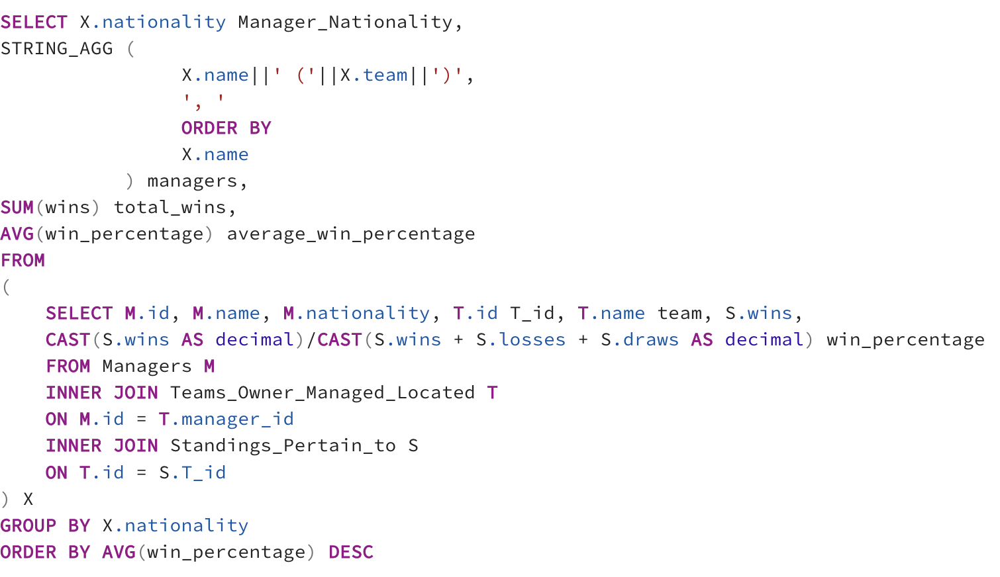 SELECT X.nationality Manager_Nationality,
STRING_AGG (
X.name||' ('||X.team||')',
', '
ORDER BY
X.name
) managers,
SUM(wins) total_wins,
AVG(win_percentage) average_win_percentage
FROM
(
SELECT M.id, M.name, M.nationality, T.id T_id, T.name team, S.wins,
CAST(S.wins AS decimal)/CAST(S.wins + S.losses + S.draws AS decimal) win_percentage
FROM Managers M
INNER JOIN Teams_Owner_Managed_Located T
ON M.id = T.manager_id
INNER JOIN Standings_Pertain_to S
ON T.id = S.T_id
) X
GROUP BY X.nationality
ORDER BY AVG(win_percentage) DESC